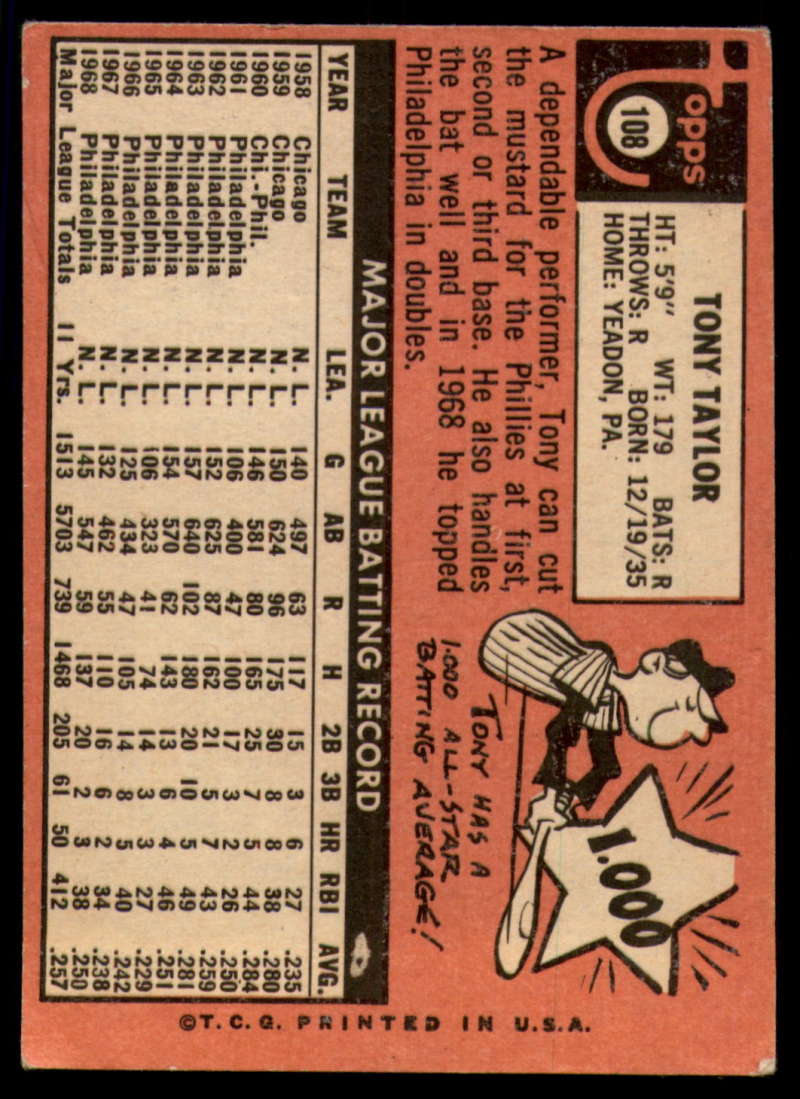 Topps
108
TONY TAYLOR
HT: 5'9" WT: 179 BATS: R
THROWS: R BORN: 12/19/35
HOME: YEADON, PA.
A dependable performer, Tony can cut
the mustard for the Phillies at first,
second or third base. He also handles
the bat well and in 1968 he topped
Philadelphia in doubles.
1.000
TONY HAS A
1.000 ALL-STAR
BATTING AVERAGE!
MAJOR LEAGUE BATTING RECORD
YEAR TEAM LEA. G AB R H 2B 3B HR RBI AVG.
1958 Chicago N. L. 140 497 63 117 15 3 6 27 .235
1959 Chicago N. L. 150 624 96 175 30 8 8 38 .280
1960 Chi.-Phil. N. L. 146 581 80 165 25 7 5 44 .284
1961 Philadelphia N. L. 106 400 47 100 17 3 2 26 .250
1962 Philadelphia N. L. 152 625 87 162 21 5 7 43 .259
1963 Philadelphia N. L. 157 640 102 180 20 10 5 49 .281
1964 Philadelphia N. L. 154 570 62 143 13 6 4 46 .251
1965 Philadelphia N. L. 106 323 41 74 14 3 3 27 .229
1966 Philadelphia N. L. 125 434 47 105 14 8 5 40 .242
1967 Philadelphia N. L. 132 462 55 110 16 6 2 34 .238
1968 Philadelphia N. L. 145 547 59 137 20 2 3 38 .250
Major League Totals 11 Yrs. 1513 5703 739 1468 205 61 50 412 .257
©T. C. G. PRINTED IN U.S.A.